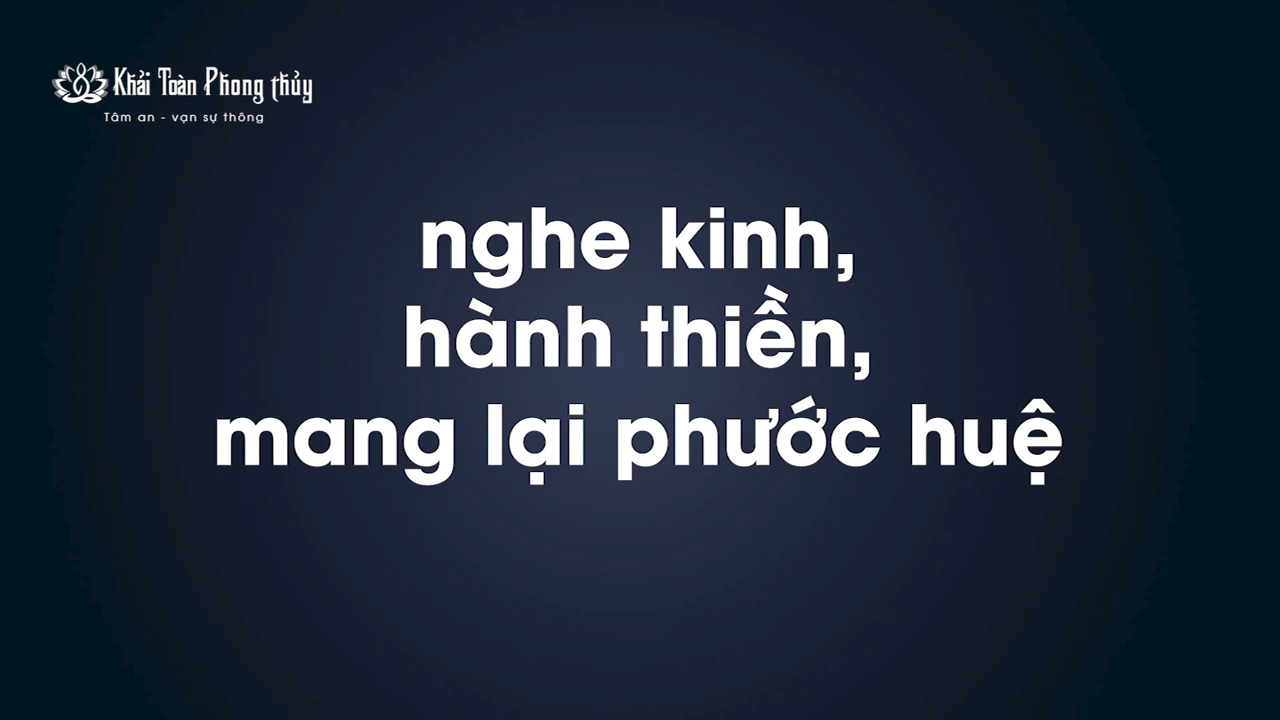 Khải Toàn Phong thủy
Tâm an - vạn sự thông
nghe kinh,
hành thiền,
mang lại phước huệ